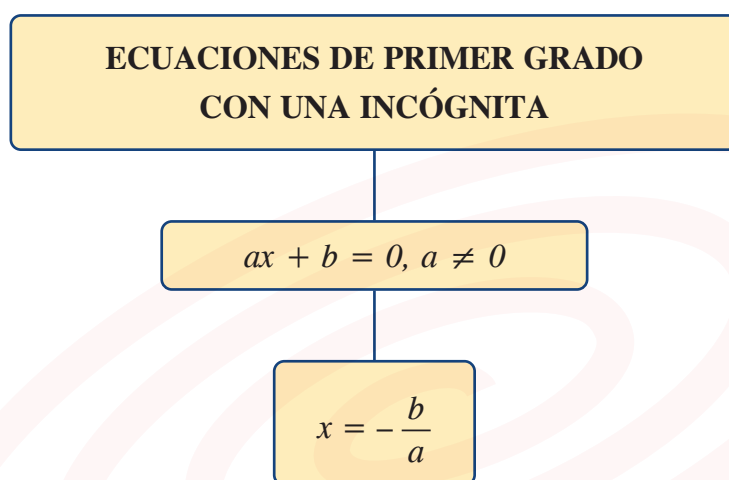 ECUACIONES DE PRIMER GRADO
CON UNA INCÓGNITA
ax + b = 0, a ≠ 0
x = - b/a